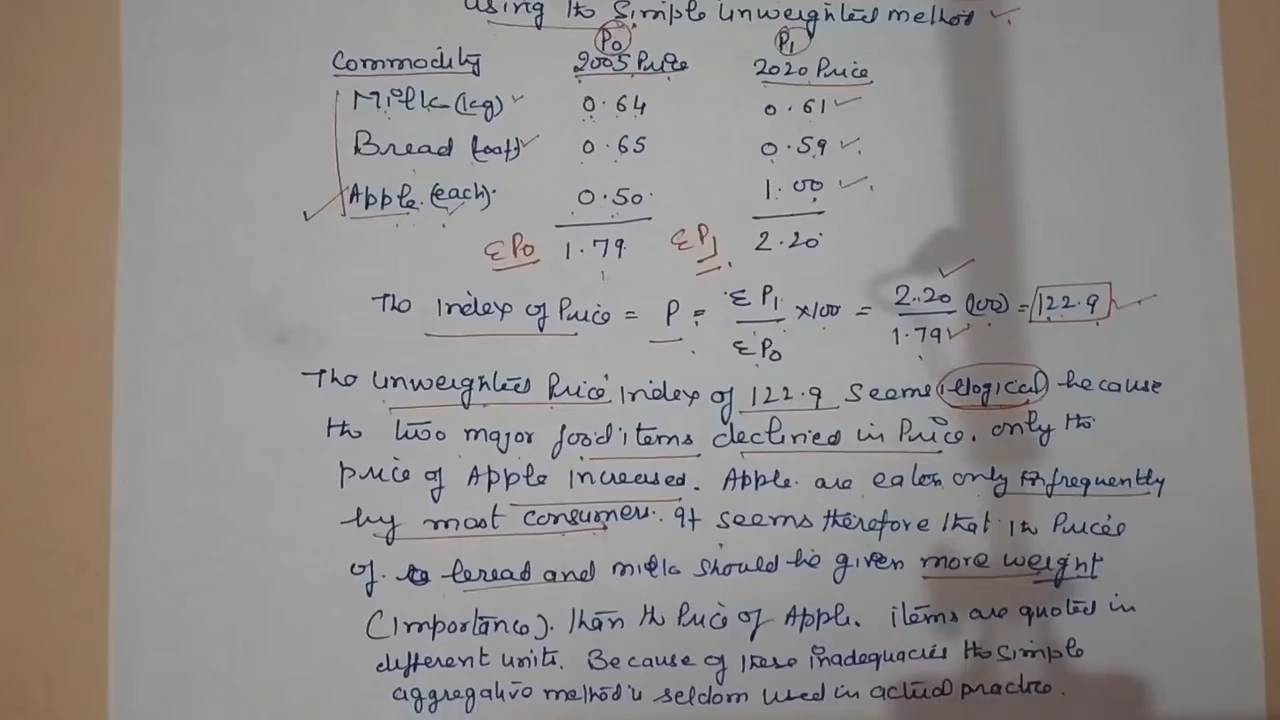 using the Simple unweighted method
P0 P1
Commodity 2005 Price 2020 Price
Milk (kg) 0.64 0.61
Bread (loaf) 0.65 0.59
Apple (each) 0.50 1.00
ΣP0 1.79 ΣP1 2.20
The Index of Price = P = ΣP1/ΣP0 ×100 = 2.20/1.79 (100) = 122.9
The unweighted Price index of 122.9 seems illogical because
the two major food items declined in Price. only the
price of Apple increased. Apple are eaten only infrequently
by most consumers. It seems therefore that the Prices
of bread and milk should be given more weight
(Importance). than the Price of Apple. items are quoted in
different units. Because of these inadequacies the simple
aggregative method is seldom used in actual practice.